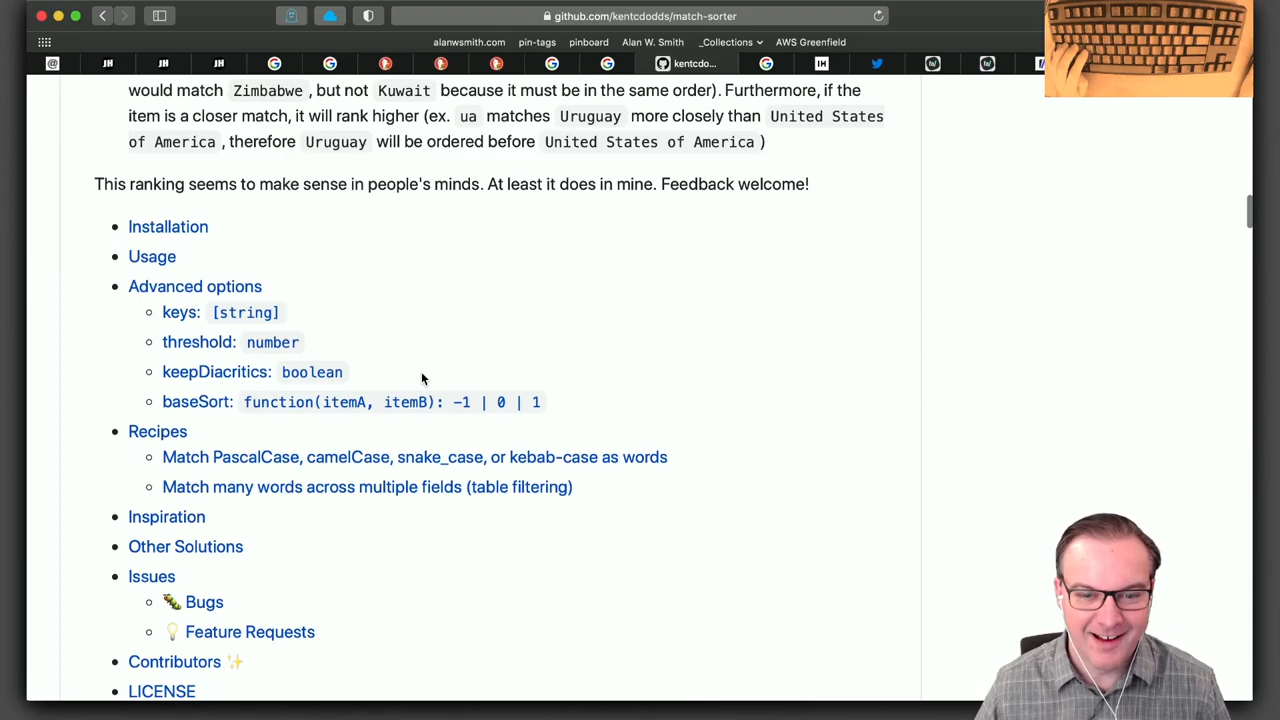 github.com/kentcdodds/match-sorter
alanwsmith.com pin-tags pinboard Alan W. Smith _Collections AWS Greenfield
kentcdo...
would match Zimbabwe, but not Kuwait because it must be in the same order). Furthermore, if the
item is a closer match, it will rank higher (ex. ua matches Uruguay more closely than United States
of America, therefore Uruguay will be ordered before United States of America)
This ranking seems to make sense in people's minds. At least it does in mine. Feedback welcome!
Installation
Usage
Advanced options
keys: [string]
threshold: number
keepDiacritics: boolean
baseSort: function(itemA, itemB): -1 | 0 | 1
Recipes
Match PascalCase, camelCase, snake_case, or kebab-case as words
Match many words across multiple fields (table filtering)
Inspiration
Other Solutions
Issues
🐛 Bugs
💡 Feature Requests
Contributors ✨
LICENSE